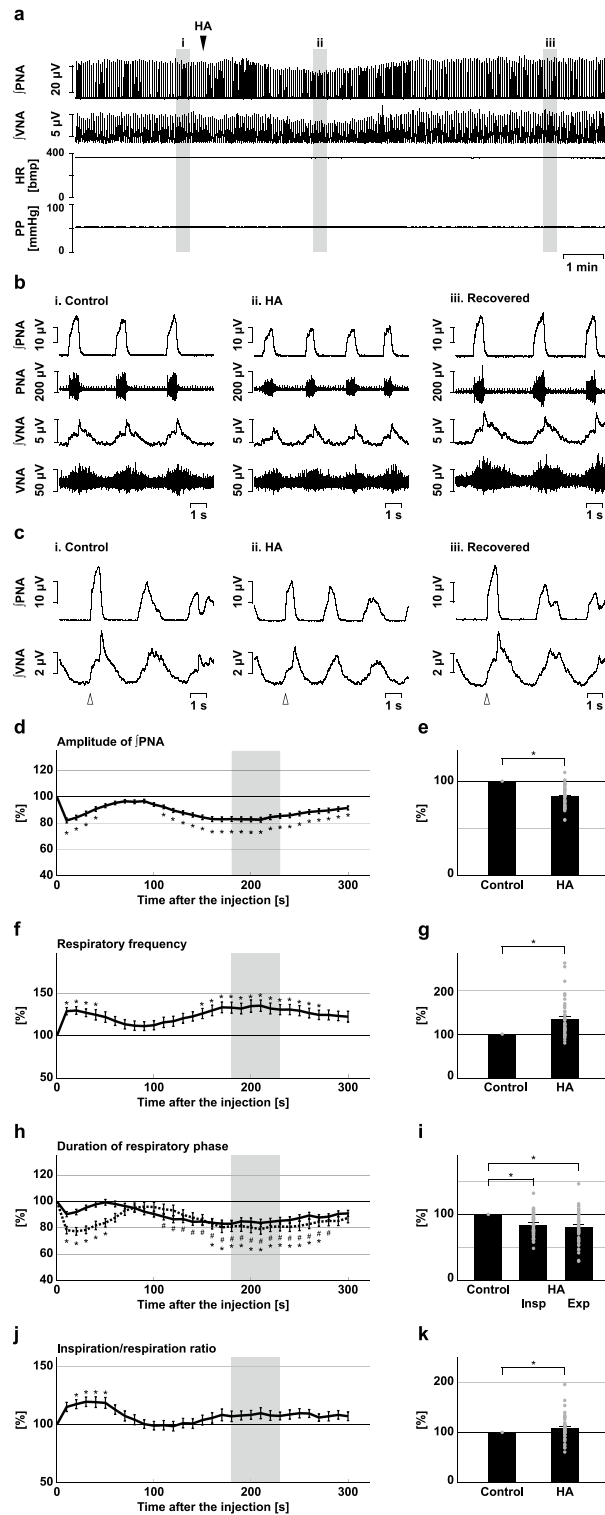 a
HA
i
ii
iii
∫PNA
20 µV
∫VNA
5 µV
HR
[bmp]
400
0
PP
[mmHg]
100
0
1 min
b
i. Control
ii. HA
iii. Recovered
∫PNA
10 µV
10 µV
10 µV
PNA
200 µV
200 µV
200 µV
∫VNA
5 µV
5 µV
5 µV
VNA
50 µV
50 µV
50 µV
1 s
1 s
1 s
c
i. Control
ii. HA
iii. Recovered
∫PNA
10 µV
10 µV
10 µV
∫VNA
2 µV
2 µV
2 µV
1 s
1 s
1 s
d
Amplitude of ∫PNA
[%]
120
100
80
60
40
0 100 200 300
Time after the injection [s]
e
[%]
100
0
Control HA
f
Respiratory frequency
[%]
150
100
50
0 100 200 300
Time after the injection [s]
g
[%]
200
100
0
Control HA
h
Duration of respiratory phase
[%]
120
100
80
60
40
0 100 200 300
Time after the injection [s]
i
[%]
100
0
Control HA
Insp Exp
j
Inspiration/respiration ratio
[%]
150
100
50
0 100 200 300
Time after the injection [s]
k
[%]
200
100
0
Control HA